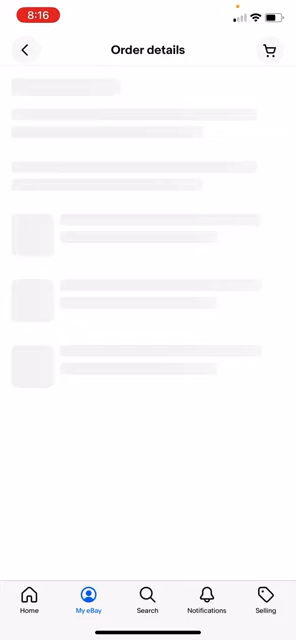 8:16
Order details
Home
My eBay
Search
Notifications
Selling